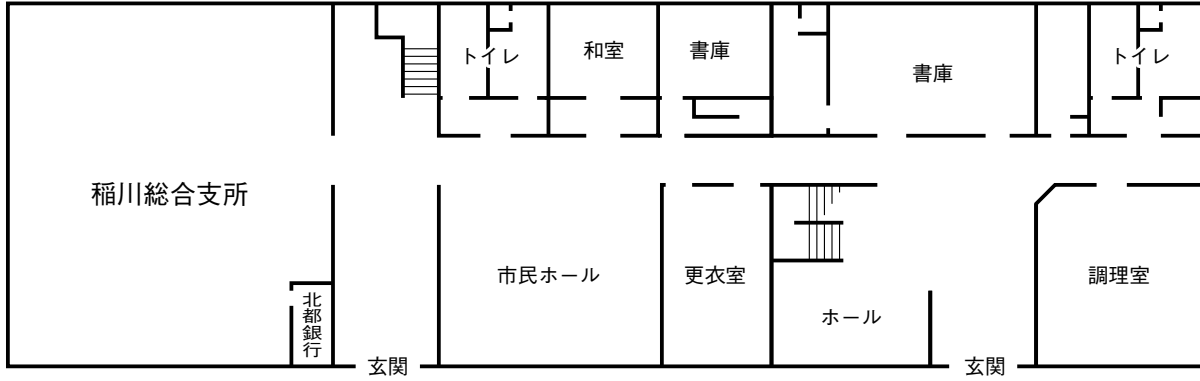 トイレ
和室
書庫
書庫
トイレ
稲川総合支所
市民ホール
更衣室
調理室
北都銀行
ホール
玄関
玄関